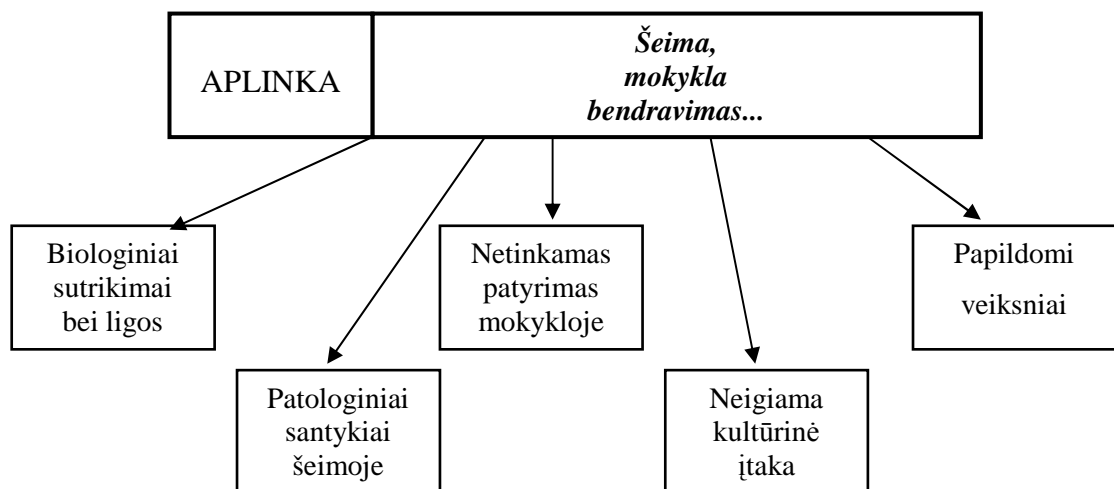 APLINKA
Šeima,
mokykla
bendravimas...
Biologiniai
sutrikimai
bei ligos
Netinkamas
patyrimas
mokykloje
Papildomi
veiksniai
Patologiniai
santykiai
šeimoje
Neigiama
kultūrinė
įtaka